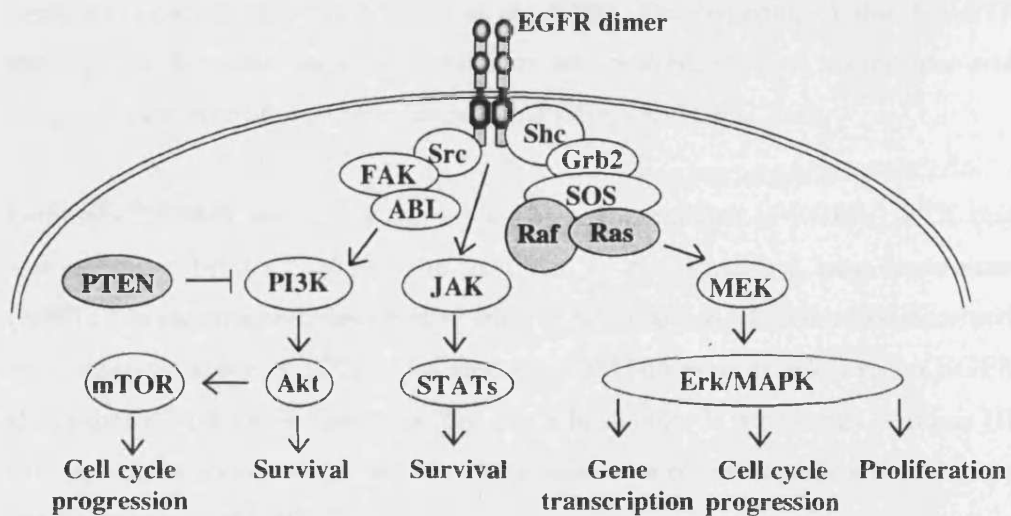 EGFR dimer
Shc
Src
Grb2
FAK
SOS
ABL
Raf
Ras
PTEN
PI3K
JAK
MEK
mTOR
Akt
STATs
Erk/MAPK
Cell cycle
progression
Survival
Survival
Gene
transcription
Cell cycle
progression
Proliferation